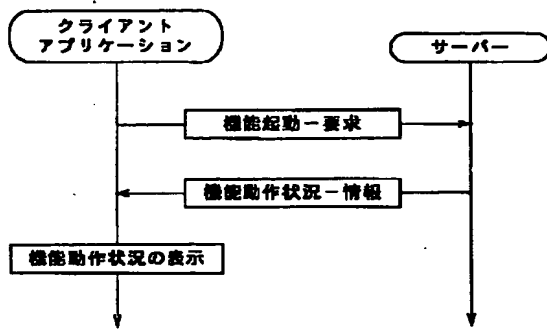 クライアント
アプリケーション
サーバー
機能起動－要求
機能動作状況－情報
機能動作状況の表示